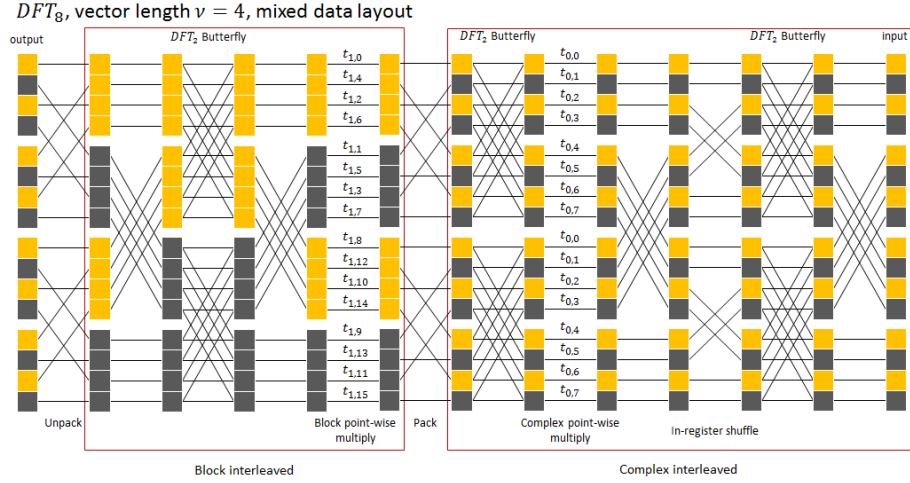 DFT₈, vector length ν = 4, mixed data layout
output
DFT₂ Butterfly
DFT₂ Butterfly
DFT₂ Butterfly
input
t₁,₀
t₁,₄
t₁,₂
t₁,₆
t₁,₁
t₁,₅
t₁,₃
t₁,₇
t₁,₈
t₁,₁₂
t₁,₁₀
t₁,₁₄
t₁,₉
t₁,₁₃
t₁,₁₁
t₁,₁₅
t₀,₀
t₀,₁
t₀,₂
t₀,₃
t₀,₄
t₀,₅
t₀,₆
t₀,₇
t₀,₀
t₀,₁
t₀,₂
t₀,₃
t₀,₄
t₀,₅
t₀,₆
t₀,₇
Unpack
Block point-wise
multiply
Pack
Complex point-wise
multiply
In-register shuffle
Block interleaved
Complex interleaved